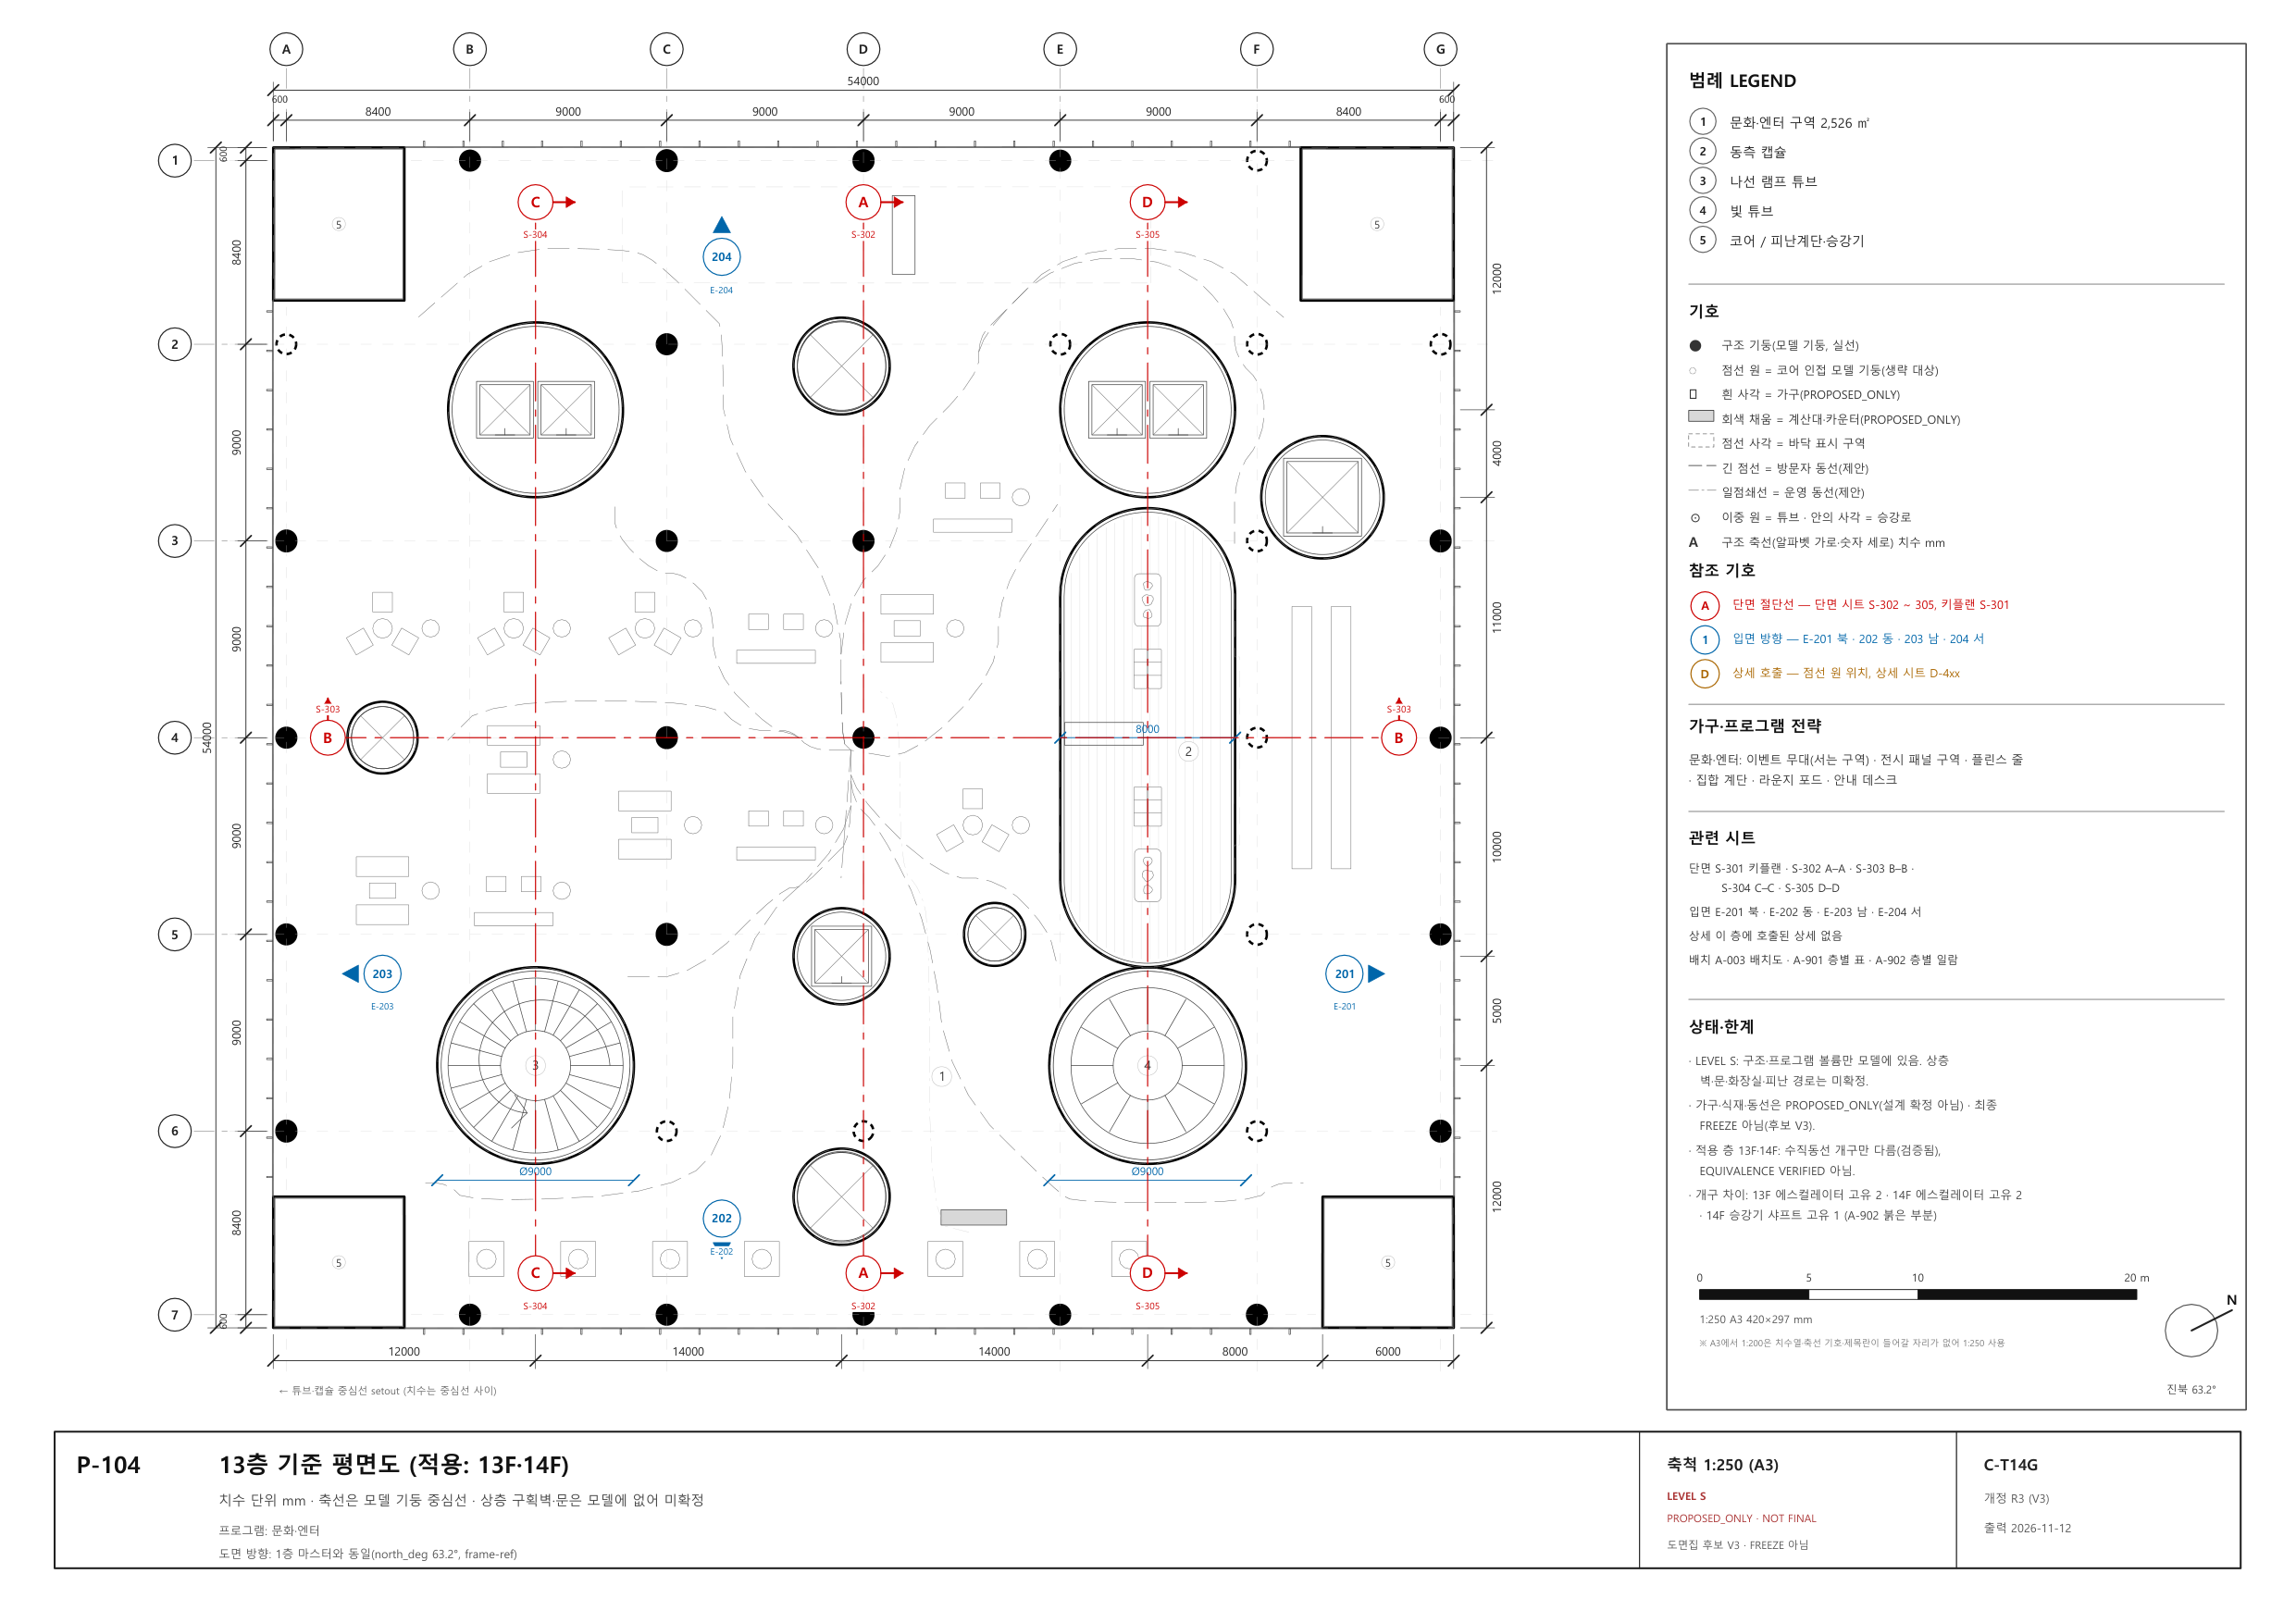 A B C D E F G
54000
600 600
8400 9000 9000 9000 9000 8400
1
2
3
4
5
6
7
600
8400
9000
9000
54000
9000
9000
8400
600
C A D
S-304 S-302 S-305
204
E-204
5 5
12000
4000
11000
10000
5000
12000
S-303 S-303
B B
8000
2
203
E-203
201
E-201
3 4
1
Ø9000 Ø9000
202
E-202
5 5
C A D
S-304 S-302 S-305
12000 14000 14000 8000 6000
← 튜브·캡슐 중심선 setout (치수는 중심선 사이)
범례 LEGEND
1 문화·엔터 구역 2,526 ㎡
2 동측 캡슐
3 나선 램프 튜브
4 빛 튜브
5 코어 / 피난계단·승강기
기호
구조 기둥(모델 기둥, 실선)
점선 원 = 코어 인접 모델 기둥(생략 대상)
흰 사각 = 가구(PROPOSED_ONLY)
회색 채움 = 계산대·카운터(PROPOSED_ONLY)
점선 사각 = 바닥 표시 구역
긴 점선 = 방문자 동선(제안)
일점쇄선 = 운영 동선(제안)
이중 원 = 튜브 · 안의 사각 = 승강로
A 구조 축선(알파벳 가로·숫자 세로) 치수 mm
참조 기호
A 단면 절단선 — 단면 시트 S-302 ~ 305, 키플랜 S-301
1 입면 방향 — E-201 북 · 202 동 · 203 남 · 204 서
D 상세 호출 — 점선 원 위치, 상세 시트 D-4xx
가구·프로그램 전략
문화·엔터: 이벤트 무대(서는 구역) · 전시 패널 구역 · 플린스 줄
· 집합 계단 · 라운지 포드 · 안내 데스크
관련 시트
단면 S-301 키플랜 · S-302 A–A · S-303 B–B ·
S-304 C–C · S-305 D–D
입면 E-201 북 · E-202 동 · E-203 남 · E-204 서
상세 이 층에 호출된 상세 없음
배치 A-003 배치도 · A-901 층별 표 · A-902 층별 일람
상태·한계
· LEVEL S: 구조·프로그램 볼륨만 모델에 있음. 상층
벽·문·화장실·피난 경로는 미확정.
· 가구·식재·동선은 PROPOSED_ONLY(설계 확정 아님) · 최종
FREEZE 아님(후보 V3).
· 적용 층 13F·14F: 수직동선 개구만 다름(검증됨),
EQUIVALENCE VERIFIED 아님.
· 개구 차이: 13F 에스컬레이터 고유 2 · 14F 에스컬레이터 고유 2
· 14F 승강기 샤프트 고유 1 (A-902 붉은 부분)
0 5 10 20 m
1:250 A3 420×297 mm
※ A3에서 1:200은 치수열·축선 기호·제목란이 들어갈 자리가 없어 1:250 사용
N
진북 63.2°
P-104
13층 기준 평면도 (적용: 13F·14F)
치수 단위 mm · 축선은 모델 기둥 중심선 · 상층 구획벽·문은 모델에 없어 미확정
프로그램: 문화·엔터
도면 방향: 1층 마스터와 동일(north_deg 63.2°, frame-ref)
축척 1:250 (A3)
LEVEL S
PROPOSED_ONLY · NOT FINAL
도면집 후보 V3 · FREEZE 아님
C-T14G
개정 R3 (V3)
출력 2026-11-12